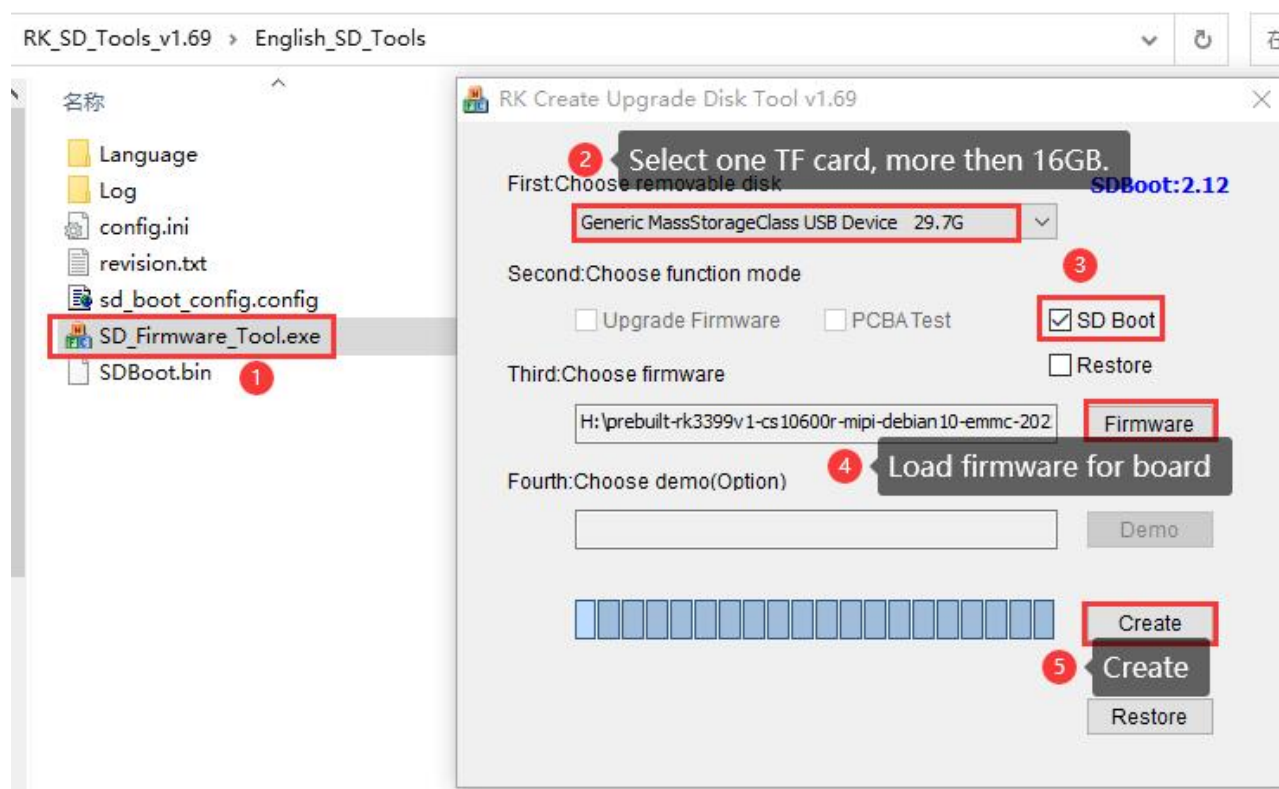 RK_SD_Tools_v1.69 › English_SD_Tools
名称
Language
Log
config.ini
revision.txt
sd_boot_config.config
SD_Firmware_Tool.exe
SDBoot.bin
1
RK Create Upgrade Disk Tool v1.69
2 Select one TF card, more then 16GB.
First:Choose removable disk
SDBoot:2.12
Generic MassStorageClass USB Device 29.7G
3
Second:Choose function mode
Upgrade Firmware PCBA Test SD Boot
Restore
Third:Choose firmware
H:\prebuilt-rk3399v1-cs10600r-mipi-debian10-emmc-202
Firmware
4 Load firmware for board
Fourth:Choose demo(Option)
Demo
Create
5 Create
Restore